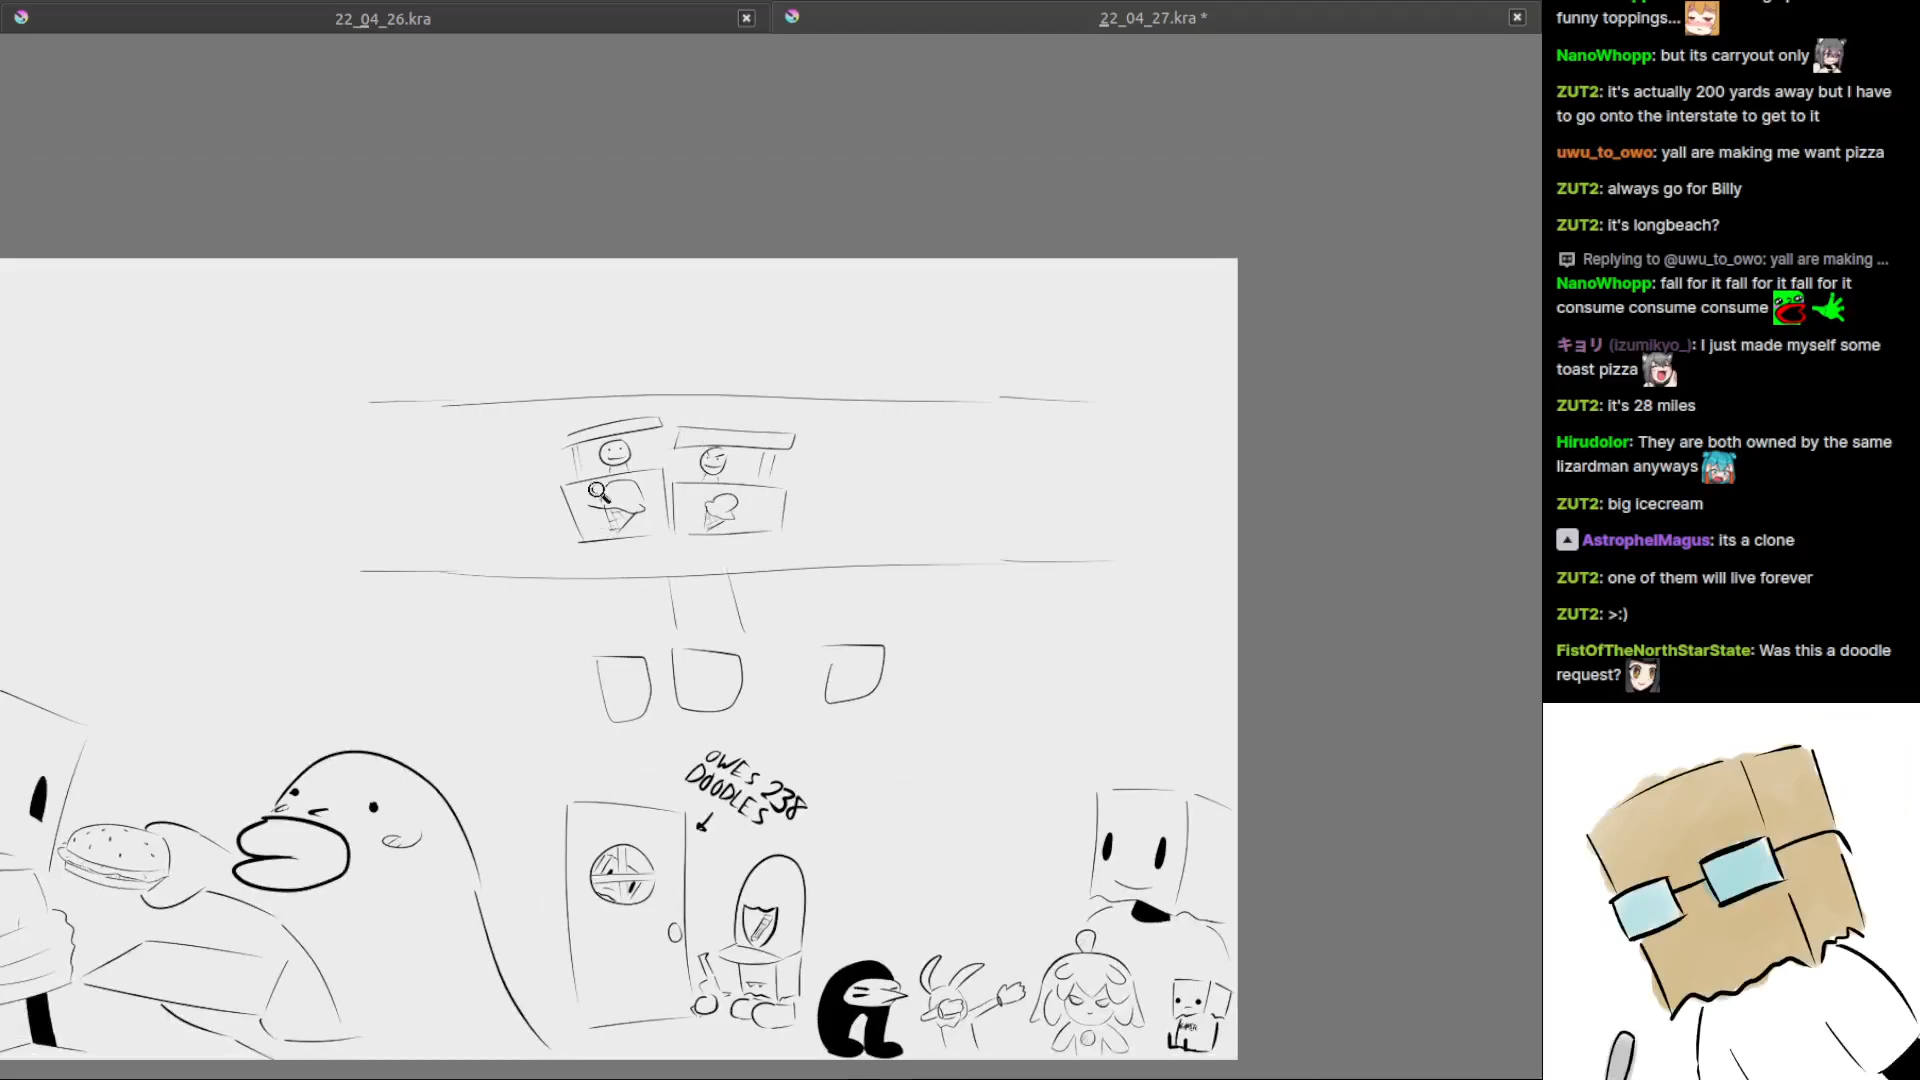 22_04_26.kra
22_04_27.kra *
funny toppings...
NanoWhopp: but its carryout only
ZUT2: it's actually 200 yards away but I have
to go onto the interstate to get to it
uwu_to_owo: yall are making me want pizza
ZUT2: always go for Billy
ZUT2: it's longbeach?
Replying to @uwu_to_owo: yall are making ...
NanoWhopp: fall for it fall for it fall for it
consume consume consume
キョリ (izumikyo_): I just made myself some
toast pizza
ZUT2: it's 28 miles
Hirudolor: They are both owned by the same
lizardman anyways
ZUT2: big icecream
AstrophelMagus: its a clone
ZUT2: one of them will live forever
ZUT2: >:)
FistOfTheNorthStarState: Was this a doodle
request?
OWES 238
DOODLES